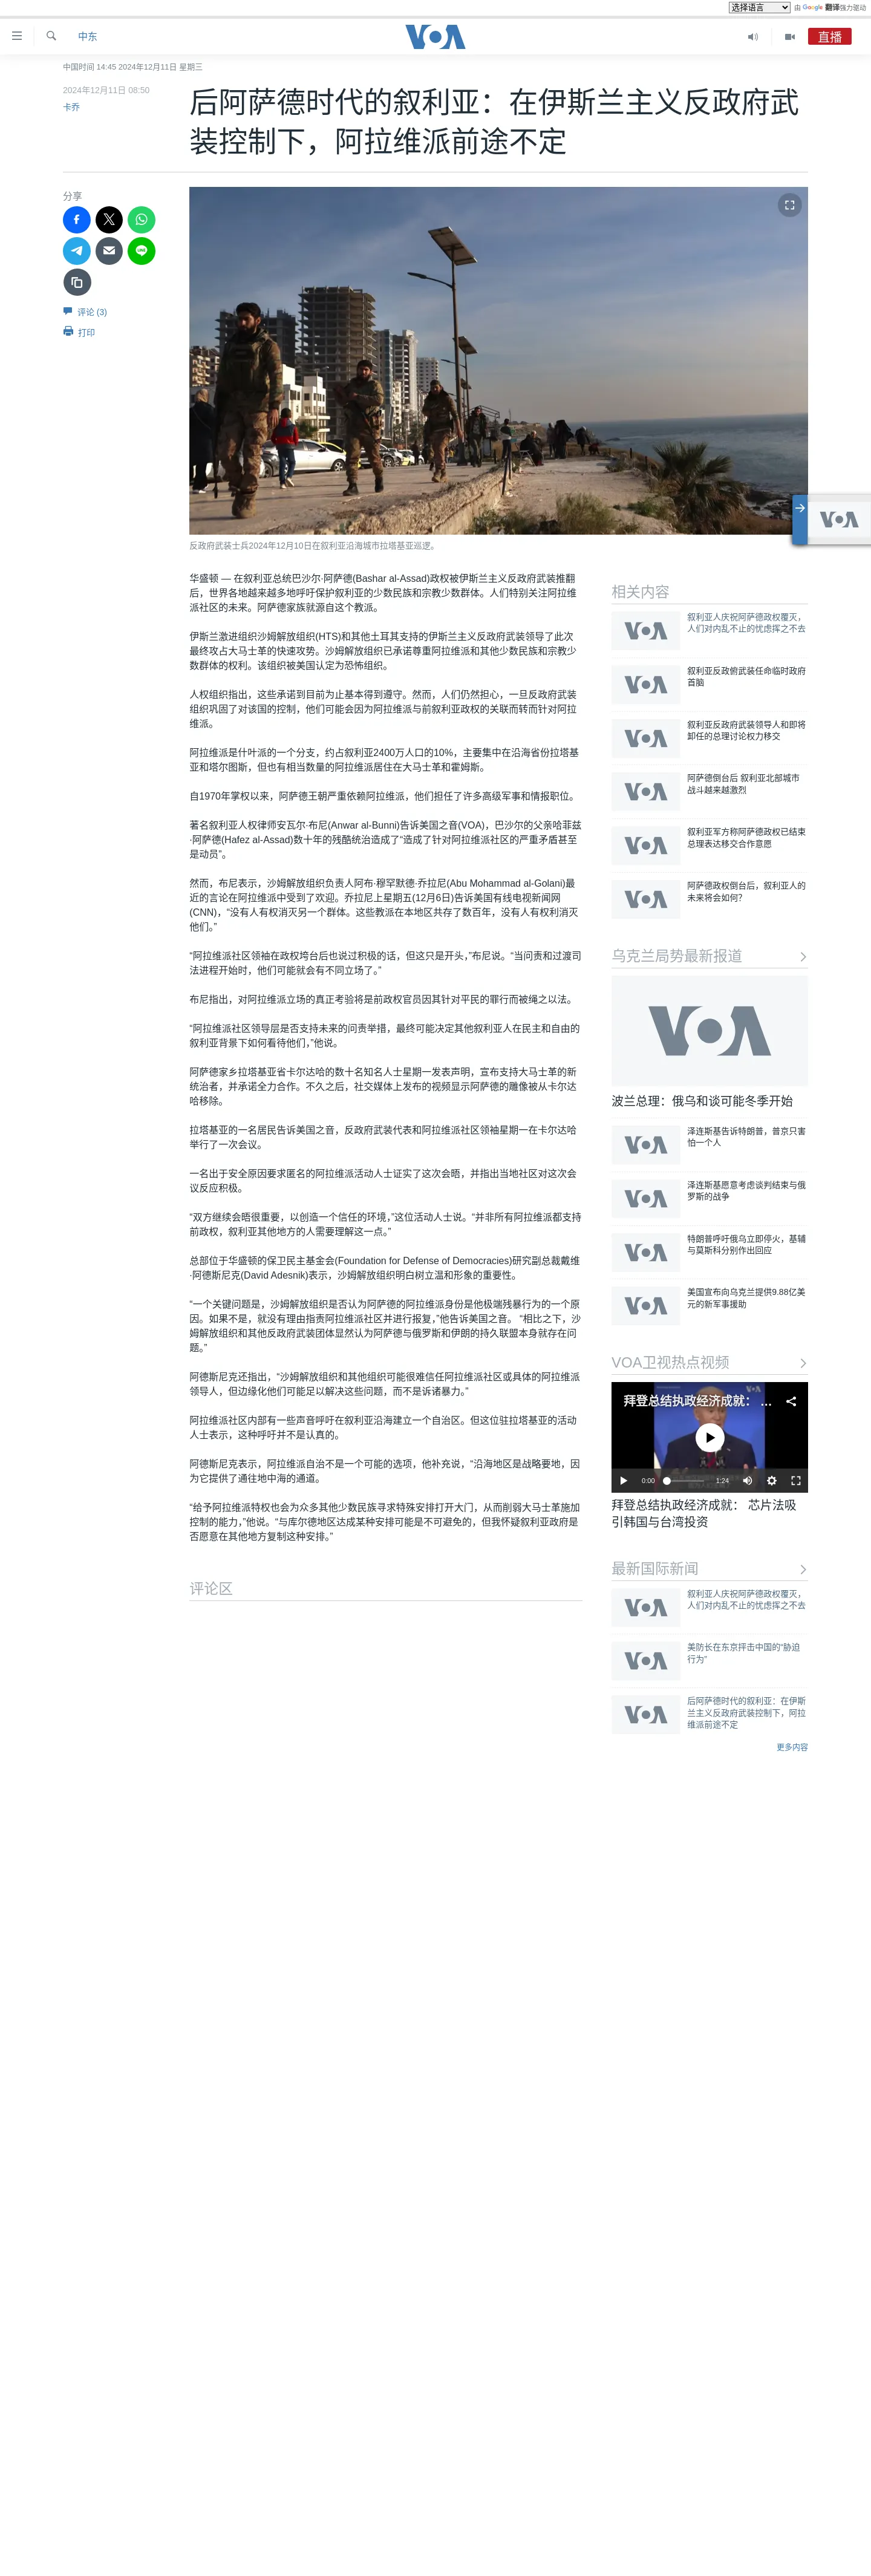 选择语言 由 Google 翻译强力驱动
中东
VOA
直播
中国时间 14:45 2024年12月11日 星期三
2024年12月11日 08:50
卡乔
后阿萨德时代的叙利亚：在伊斯兰主义反政府武
装控制下，阿拉维派前途不定
分享
评论 (3)
打印
反政府武装士兵2024年12月10日在叙利亚沿海城市拉塔基亚巡逻。
VOA
华盛顿 — 在叙利亚总统巴沙尔·阿萨德(Bashar al-Assad)政权被伊斯兰主义反政府武装推翻
后，世界各地越来越多地呼吁保护叙利亚的少数民族和宗教少数群体。人们特别关注阿拉维
派社区的未来。阿萨德家族就源自这个教派。
伊斯兰激进组织沙姆解放组织(HTS)和其他土耳其支持的伊斯兰主义反政府武装领导了此次
最终攻占大马士革的快速攻势。沙姆解放组织已承诺尊重阿拉维派和其他少数民族和宗教少
数群体的权利。该组织被美国认定为恐怖组织。
人权组织指出，这些承诺到目前为止基本得到遵守。然而，人们仍然担心，一旦反政府武装
组织巩固了对该国的控制，他们可能会因为阿拉维派与前叙利亚政权的关联而转而针对阿拉
维派。
阿拉维派是什叶派的一个分支，约占叙利亚2400万人口的10%，主要集中在沿海省份拉塔基
亚和塔尔图斯，但也有相当数量的阿拉维派居住在大马士革和霍姆斯。
自1970年掌权以来，阿萨德王朝严重依赖阿拉维派，他们担任了许多高级军事和情报职位。
著名叙利亚人权律师安瓦尔·布尼(Anwar al-Bunni)告诉美国之音(VOA)，巴沙尔的父亲哈菲兹
·阿萨德(Hafez al-Assad)数十年的残酷统治造成了“造成了针对阿拉维派社区的严重矛盾甚至
是动员”。
然而，布尼表示，沙姆解放组织负责人阿布·穆罕默德·乔拉尼(Abu Mohammad al-Golani)最
近的言论在阿拉维派中受到了欢迎。乔拉尼上星期五(12月6日)告诉美国有线电视新闻网
(CNN)，“没有人有权消灭另一个群体。这些教派在本地区共存了数百年，没有人有权利消灭
他们。”
“阿拉维派社区领袖在政权垮台后也说过积极的话，但这只是开头，”布尼说。“当问责和过渡司
法进程开始时，他们可能就会有不同立场了。”
布尼指出，对阿拉维派立场的真正考验将是前政权官员因其针对平民的罪行而被绳之以法。
“阿拉维派社区领导层是否支持未来的问责举措，最终可能决定其他叙利亚人在民主和自由的
叙利亚背景下如何看待他们，”他说。
阿萨德家乡拉塔基亚省卡尔达哈的数十名知名人士星期一发表声明，宣布支持大马士革的新
统治者，并承诺全力合作。不久之后，社交媒体上发布的视频显示阿萨德的雕像被从卡尔达
哈移除。
拉塔基亚的一名居民告诉美国之音，反政府武装代表和阿拉维派社区领袖星期一在卡尔达哈
举行了一次会议。
一名出于安全原因要求匿名的阿拉维派活动人士证实了这次会晤，并指出当地社区对这次会
议反应积极。
“双方继续会晤很重要，以创造一个信任的环境，”这位活动人士说。“并非所有阿拉维派都支持
前政权，叙利亚其他地方的人需要理解这一点。”
总部位于华盛顿的保卫民主基金会(Foundation for Defense of Democracies)研究副总裁戴维
·阿德斯尼克(David Adesnik)表示，沙姆解放组织明白树立温和形象的重要性。
“一个关键问题是，沙姆解放组织是否认为阿萨德的阿拉维派身份是他极端残暴行为的一个原
因。如果不是，就没有理由指责阿拉维派社区并进行报复，”他告诉美国之音。 “相比之下，沙
姆解放组织和其他反政府武装团体显然认为阿萨德与俄罗斯和伊朗的持久联盟本身就存在问
题。”
阿德斯尼克还指出，“沙姆解放组织和其他组织可能很难信任阿拉维派社区或具体的阿拉维派
领导人，但边缘化他们可能足以解决这些问题，而不是诉诸暴力。”
阿拉维派社区内部有一些声音呼吁在叙利亚沿海建立一个自治区。但这位驻拉塔基亚的活动
人士表示，这种呼吁并不是认真的。
阿德斯尼克表示，阿拉维派自治不是一个可能的选项，他补充说，“沿海地区是战略要地，因
为它提供了通往地中海的通道。
“给予阿拉维派特权也会为众多其他少数民族寻求特殊安排打开大门，从而削弱大马士革施加
控制的能力，”他说。“与库尔德地区达成某种安排可能是不可避免的，但我怀疑叙利亚政府是
否愿意在其他地方复制这种安排。”
评论区
相关内容
VOA
叙利亚人庆祝阿萨德政权覆灭，
人们对内乱不止的忧虑挥之不去
VOA
叙利亚反政俯武装任命临时政府
首脑
VOA
叙利亚反政府武装领导人和即将
卸任的总理讨论权力移交
VOA
阿萨德倒台后 叙利亚北部城市
战斗越来越激烈
VOA
叙利亚军方称阿萨德政权已结束
总理表达移交合作意愿
VOA
阿萨德政权倒台后，叙利亚人的
未来将会如何？
乌克兰局势最新报道
VOA
波兰总理：俄乌和谈可能冬季开始
VOA
泽连斯基告诉特朗普，普京只害
怕一个人
VOA
泽连斯基愿意考虑谈判结束与俄
罗斯的战争
VOA
特朗普呼吁俄乌立即停火，基辅
与莫斯科分别作出回应
VOA
美国宣布向乌克兰提供9.88亿美
元的新军事援助
VOA卫视热点视频
拜登总结执政经济成就： ...
VOA
0:00
1:24
拜登总结执政经济成就： 芯片法吸
引韩国与台湾投资
最新国际新闻
VOA
叙利亚人庆祝阿萨德政权覆灭，
人们对内乱不止的忧虑挥之不去
VOA
美防长在东京抨击中国的“胁迫
行为”
VOA
后阿萨德时代的叙利亚：在伊斯
兰主义反政府武装控制下，阿拉
维派前途不定
更多内容